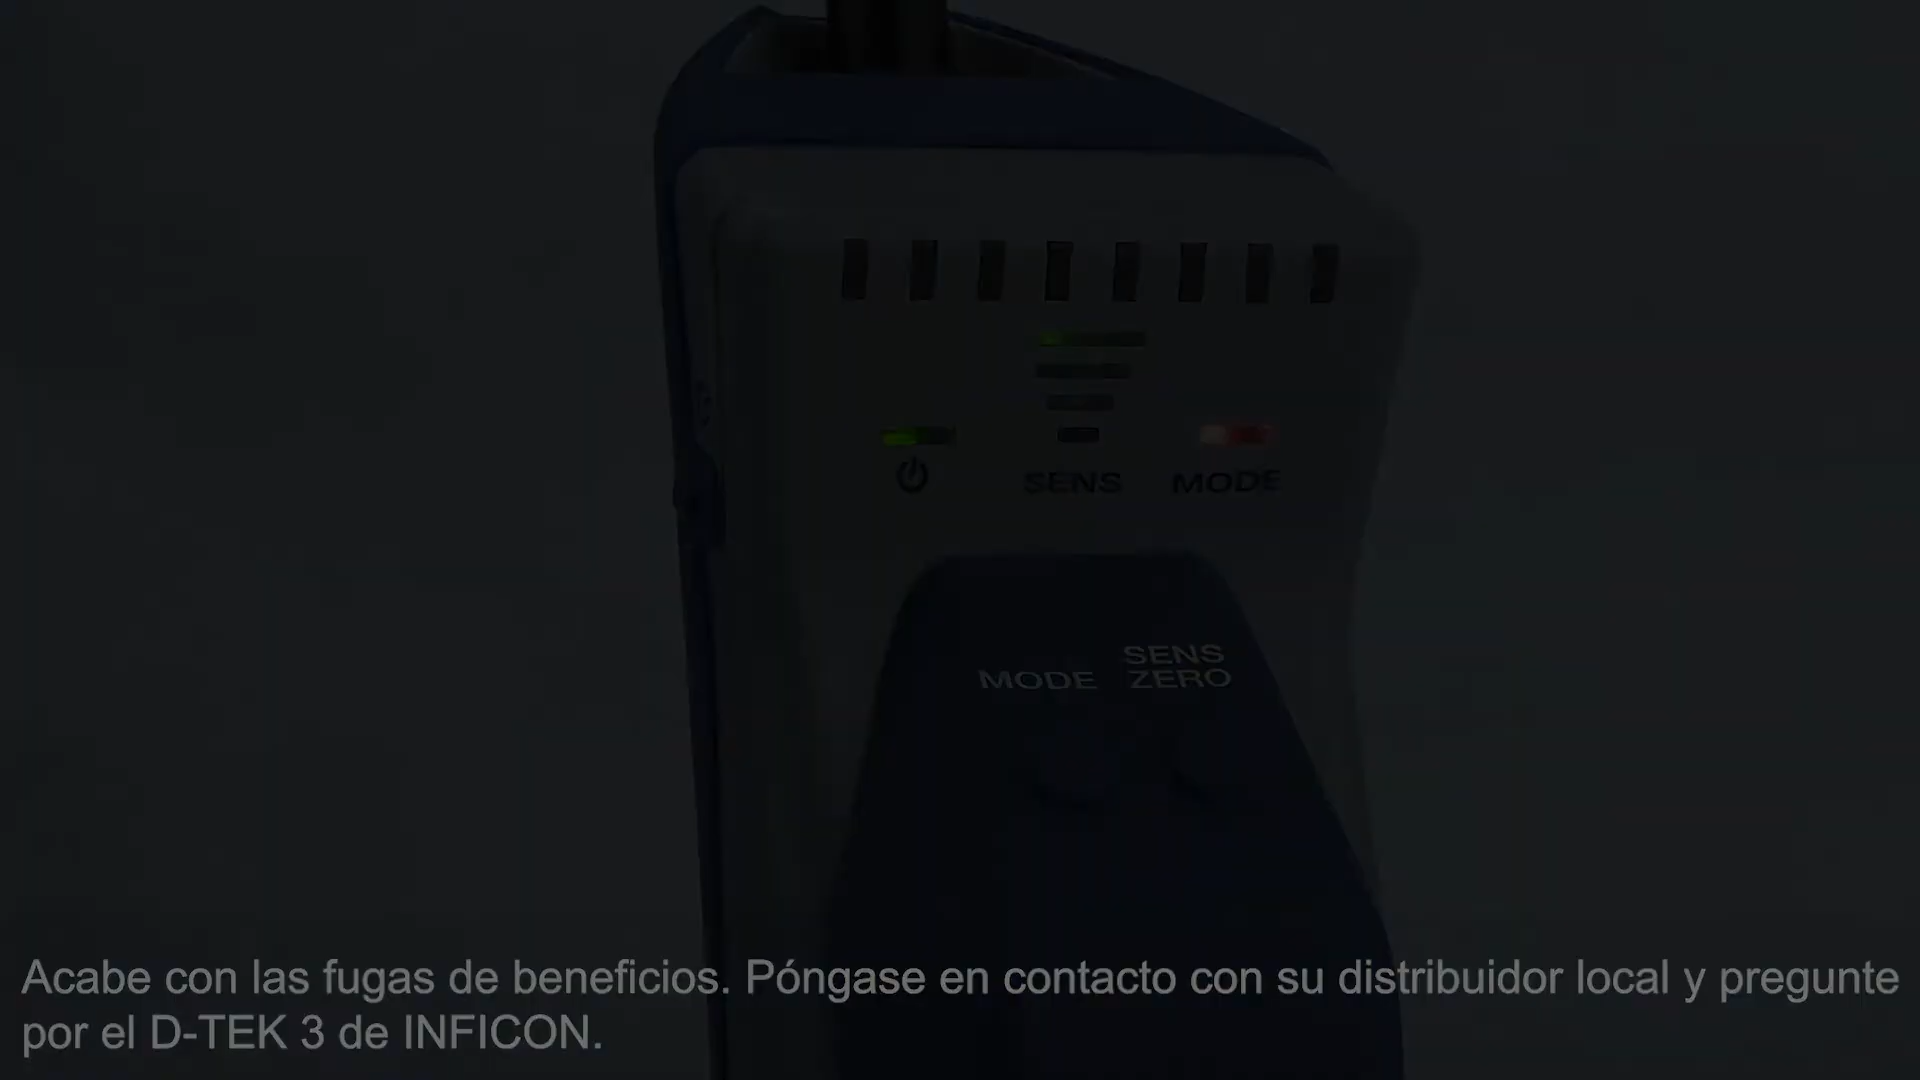 SENS MODE
SENS
MODE ZERO
Acabe con las fugas de beneficios. Póngase en contacto con su distribuidor local y pregunte
por el D-TEK 3 de INFICON.